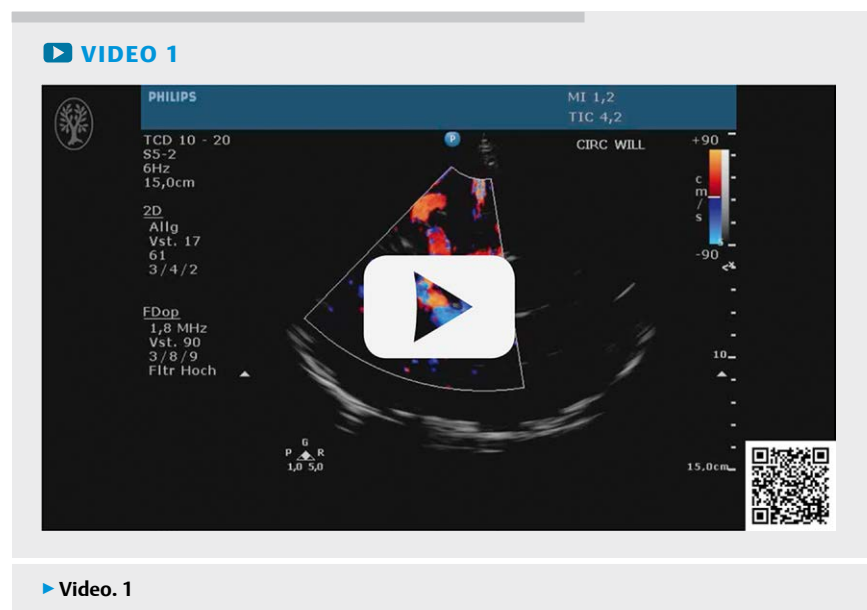 VIDEO 1
PHILIPS
MI 1,2
TIC 4,2
TCD 10 - 20
S5-2
6Hz
15,0cm
P
CIRC WILL
+90
c
m
/
s
-90
2D
Allg
Vst. 17
61
3/4/2
FDop
1,8 MHz
Vst. 90
3/8/9
Fltr Hoch
10
G
P R
1,0 5,0
15,0cm
Video. 1